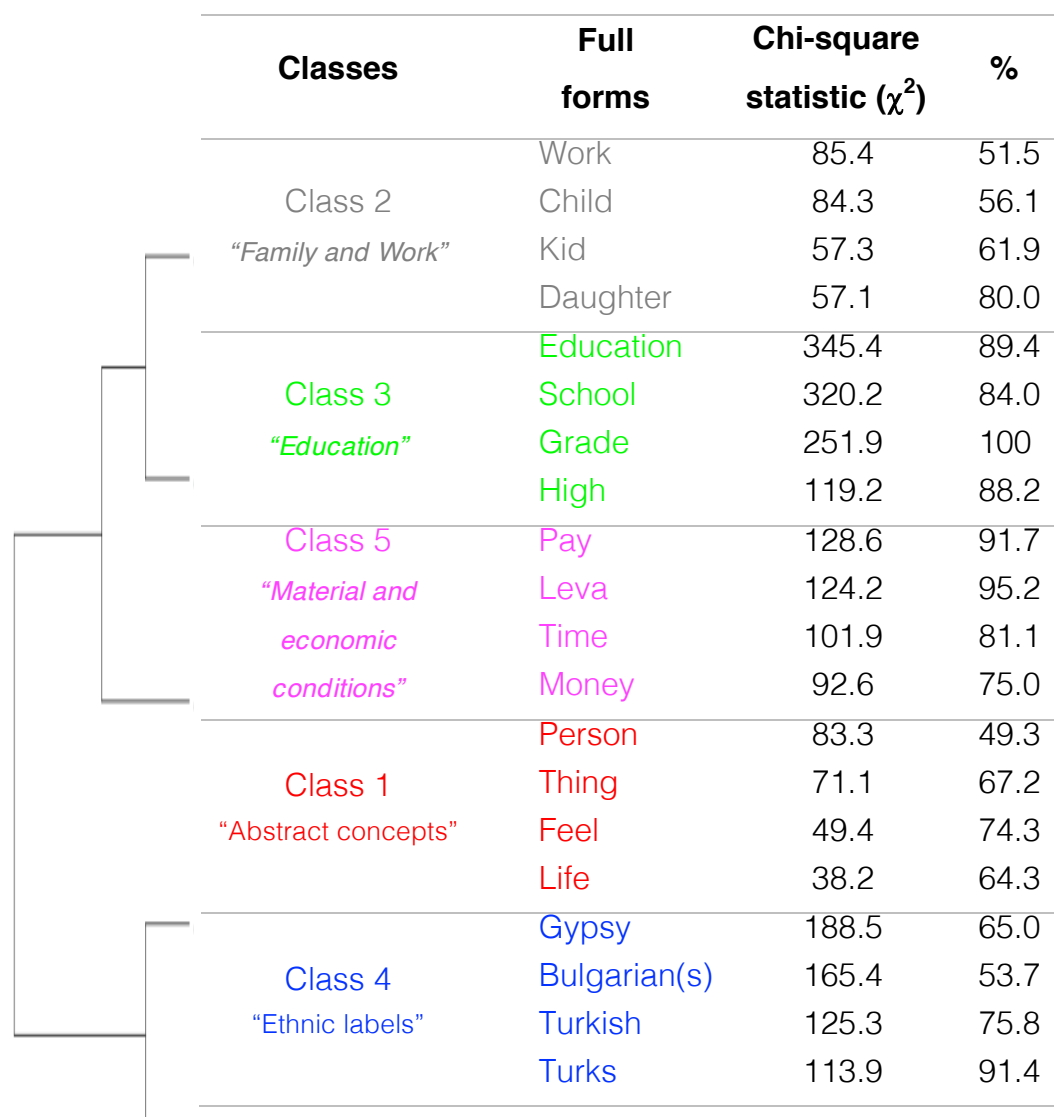 Classes Full forms Chi-square statistic (χ²) %
Work 85.4 51.5
Class 2 Child 84.3 56.1
“Family and Work” Kid 57.3 61.9
Daughter 57.1 80.0
Education 345.4 89.4
Class 3 School 320.2 84.0
“Education” Grade 251.9 100
High 119.2 88.2
Class 5 Pay 128.6 91.7
“Material and Leva 124.2 95.2
economic Time 101.9 81.1
conditions” Money 92.6 75.0
Person 83.3 49.3
Class 1 Thing 71.1 67.2
“Abstract concepts” Feel 49.4 74.3
Life 38.2 64.3
Gypsy 188.5 65.0
Class 4 Bulgarian(s) 165.4 53.7
“Ethnic labels” Turkish 125.3 75.8
Turks 113.9 91.4